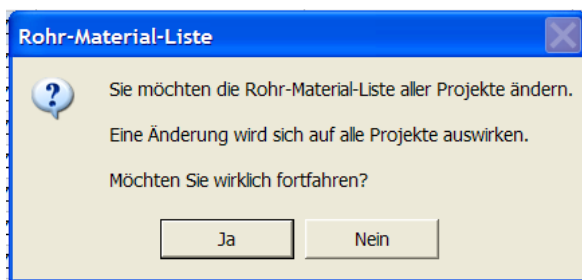 Rohr-Material-Liste
Sie möchten die Rohr-Material-Liste aller Projekte ändern.
Eine Änderung wird sich auf alle Projekte auswirken.
Möchten Sie wirklich fortfahren?
Ja
Nein